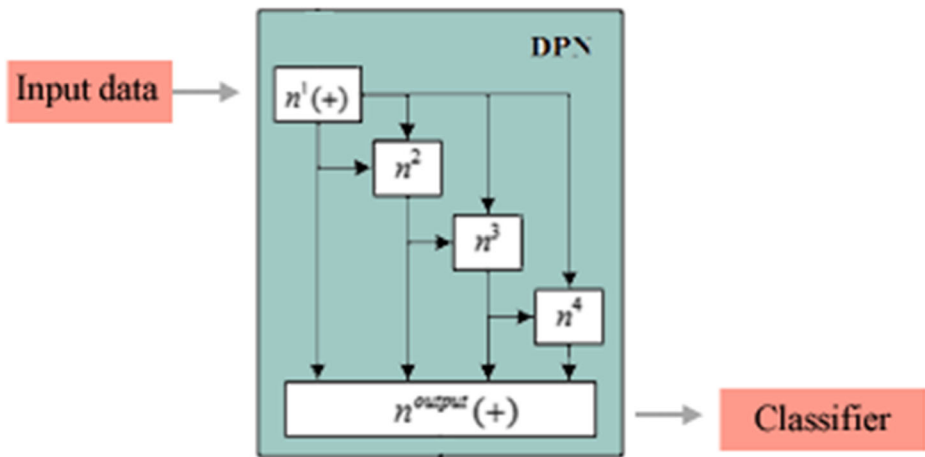 DPN
Input data
n¹(+)
n²
n³
n⁴
n^output(+)
Classifier